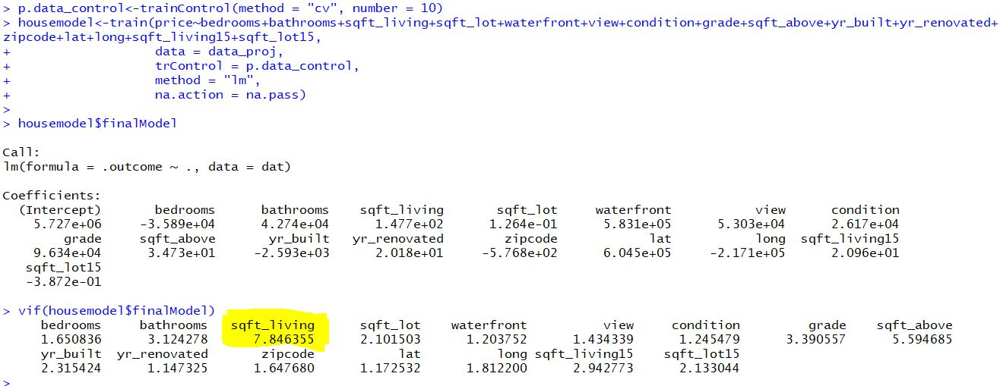 > p.data_control<-trainControl(method = "cv", number = 10)
> housemodel<-train(price~bedrooms+bathrooms+sqft_living+sqft_lot+waterfront+view+condition+grade+sqft_above+yr_built+yr_renovated+
zipcode+lat+long+sqft_living15+sqft_lot15,
+ data = data_proj,
+ trControl = p.data_control,
+ method = "lm",
+ na.action = na.pass)
>
> housemodel$finalModel
Call:
lm(formula = .outcome ~ ., data = dat)
Coefficients:
(Intercept) bedrooms bathrooms sqft_living sqft_lot waterfront view condition
5.727e+06 -3.589e+04 4.274e+04 1.477e+02 1.264e-01 5.831e+05 5.303e+04 2.617e+04
grade sqft_above yr_built yr_renovated zipcode lat long sqft_living15
9.634e+04 3.473e+01 -2.593e+03 2.018e+01 -5.768e+02 6.045e+05 -2.171e+05 2.096e+01
sqft_lot15
-3.872e-01
> vif(housemodel$finalModel)
bedrooms bathrooms sqft_living sqft_lot waterfront view condition grade sqft_above
1.650836 3.124278 7.846355 2.101503 1.203752 1.434339 1.245479 3.390557 5.594685
yr_built yr_renovated zipcode lat long sqft_living15 sqft_lot15
2.315424 1.147325 1.647680 1.172532 1.812200 2.942773 2.133044
>